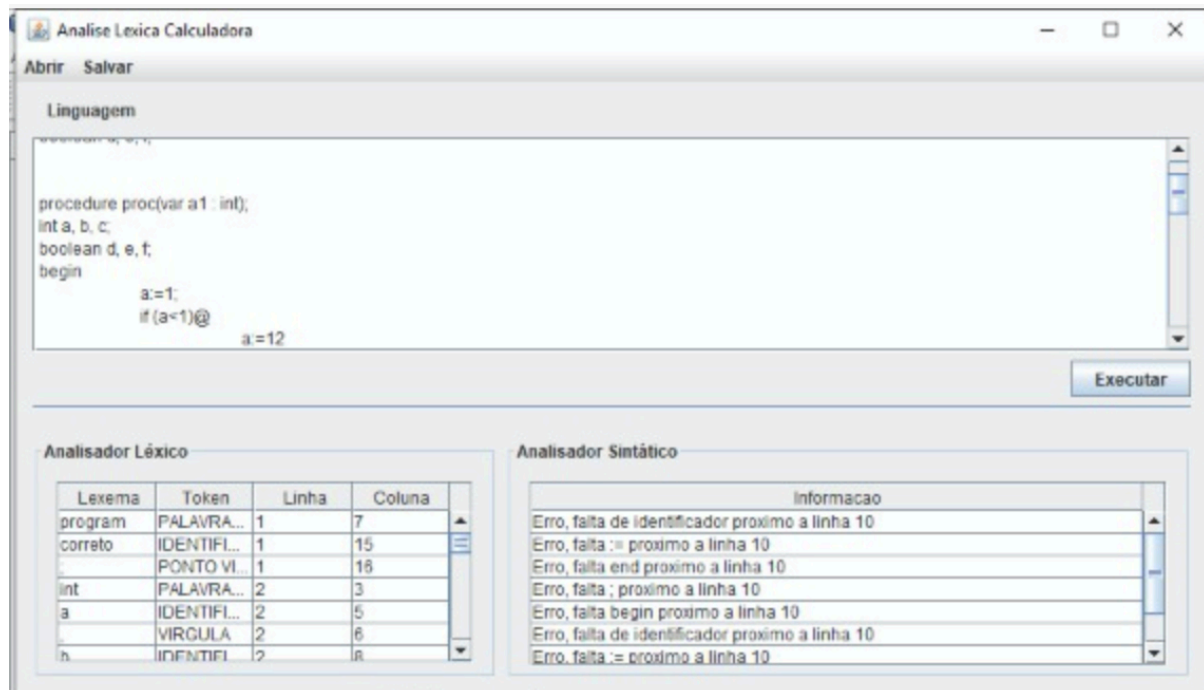 Analise Lexica Calculadora
Abrir Salvar
Linguagem
procedure proc(var a1 : int);
int a, b, c;
boolean d, e, f;
begin
a:=1;
if (a<1)@
a:=12
Executar
Analisador Léxico
Lexema Token Linha Coluna
program PALAVRA... 1 7
correto IDENTIFI... 1 15
; PONTO VI... 1 16
int PALAVRA... 2 3
a IDENTIFI... 2 5
, VIRGULA 2 6
b IDENTIFI... 2 8
Analisador Sintático
Informacao
Erro, falta de identificador proximo a linha 10
Erro, falta := proximo a linha 10
Erro, falta end proximo a linha 10
Erro, falta ; proximo a linha 10
Erro, falta begin proximo a linha 10
Erro, falta de identificador proximo a linha 10
Erro, falta := proximo a linha 10